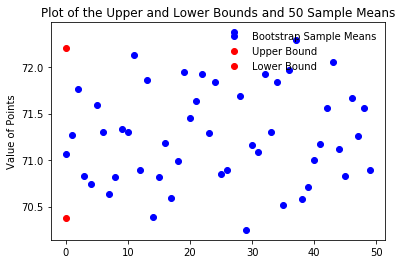 Plot of the Upper and Lower Bounds and 50 Sample Means
Bootstrap Sample Means
Upper Bound
Lower Bound
Value of Points
72.0
71.5
71.0
70.5
0 10 20 30 40 50